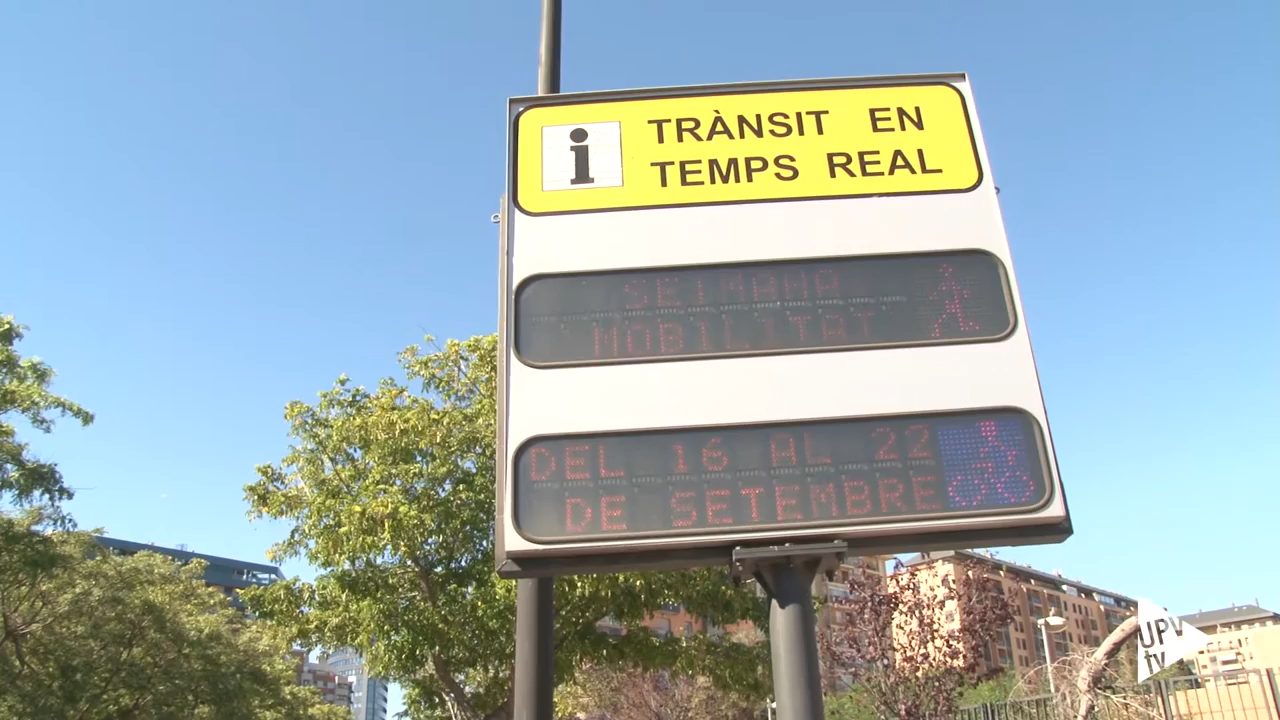 i
TRÀNSIT EN
TEMPS REAL
SETMANA
MOBILITAT
DEL 16 AL 22
DE SETEMBRE
UPV
tv